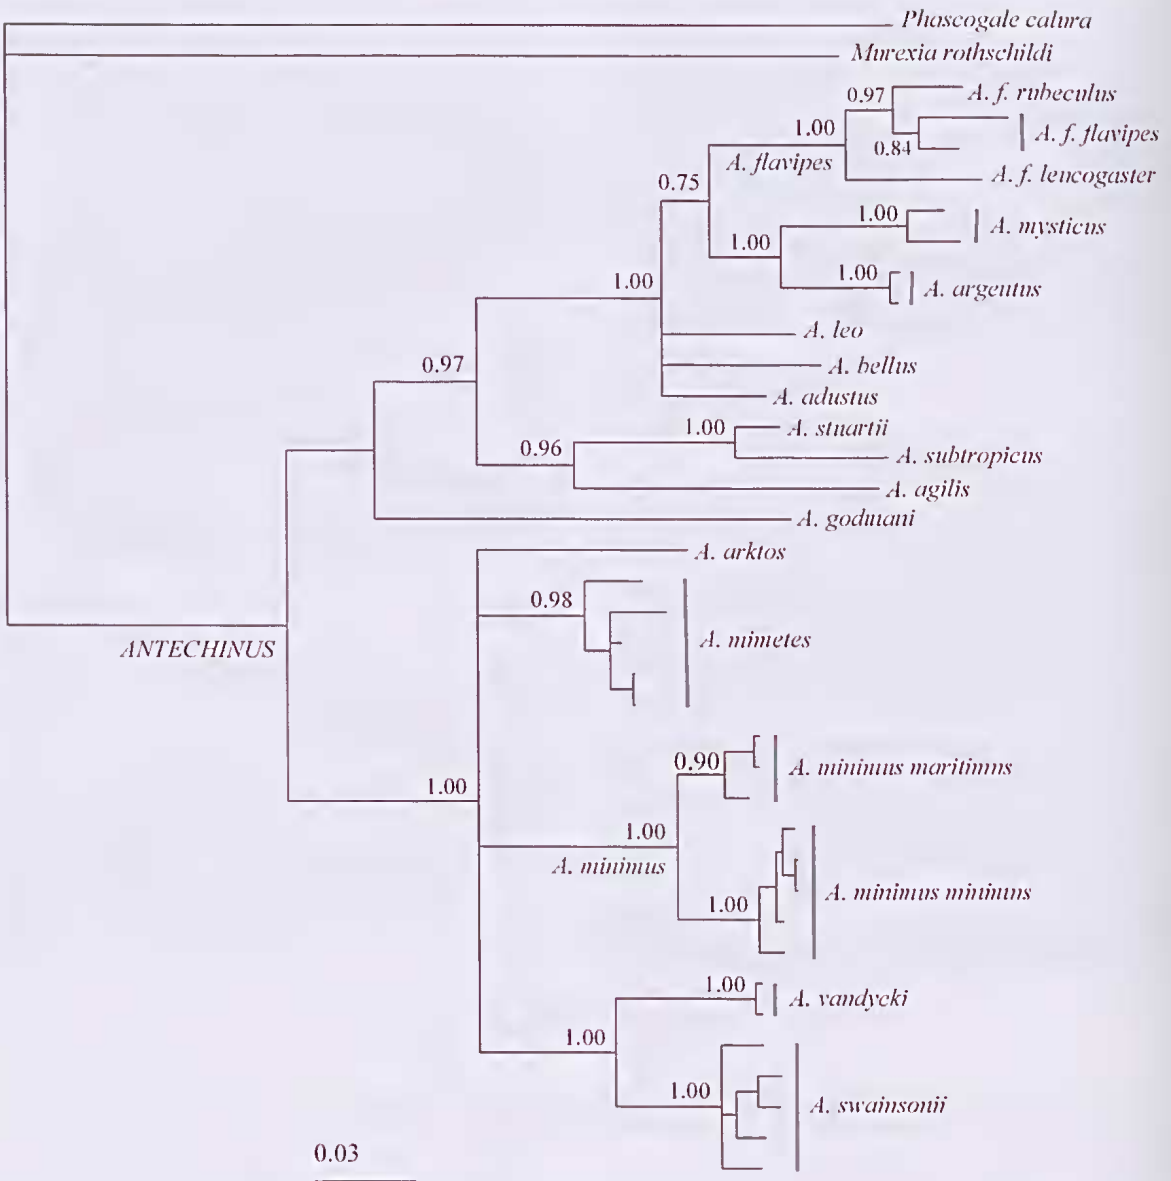 Phascogale calura
Murexia rothschildi
0.97
A. f. rubeculus
1.00
A. f. flavipes
A. flavipes
0.84
A. f. leucogaster
0.75
1.00
A. mysticus
1.00
1.00
A. argentus
1.00
A. leo
0.97
A. bellus
A. adustus
1.00
A. stuartii
0.96
A. subtropicus
A. agilis
A. godmani
A. arktos
0.98
A. mimetes
ANTECHINUS
0.90
A. minimus maritimus
1.00
1.00
A. minimus
A. minimus minimus
1.00
1.00
A. vandycki
1.00
1.00
A. swainsonii
0.03